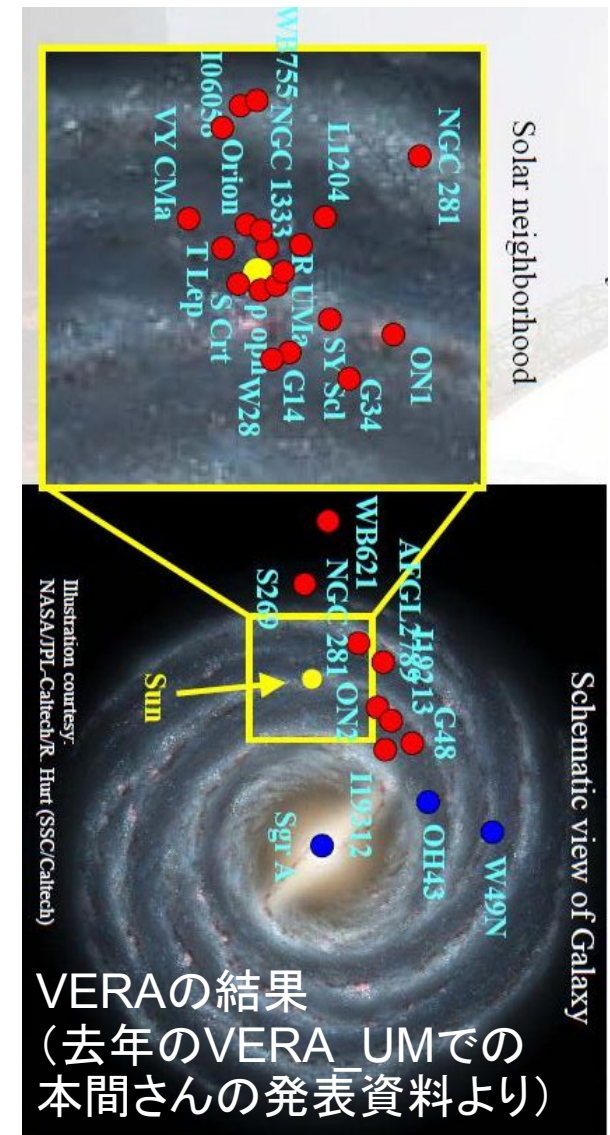 Solar neighborhood
NGC 281
ON1
L1204
G34
SY Scl
R UMa
NGC 1333
WB755
G14
ρ oph
W28
Orion
I06058
S Crt
T Lep
VY CMa
Schematic view of Galaxy
W49N
G48
OH43
I19213
AFGL2789
I19312
ON2
NGC 281
WB621
S269
Sgr A
Sun
Illustration courtesy:
NASA/JPL-Caltech/R. Hurt (SSC/Caltech)
VERAの結果
（去年のVERA_UMでの
本間さんの発表資料より）